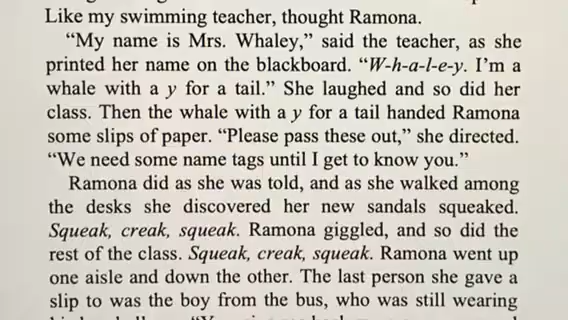 Like my swimming teacher, thought Ramona.
“My name is Mrs. Whaley,” said the teacher, as she
printed her name on the blackboard. “W-h-a-l-e-y. I’m a
whale with a y for a tail.” She laughed and so did her
class. Then the whale with a y for a tail handed Ramona
some slips of paper. “Please pass these out,” she directed.
“We need some name tags until I get to know you.”
Ramona did as she was told, and as she walked among
the desks she discovered her new sandals squeaked.
Squeak, creak, squeak. Ramona giggled, and so did the
rest of the class. Squeak, creak, squeak. Ramona went up
one aisle and down the other. The last person she gave a
slip to was the boy from the bus, who was still wearing